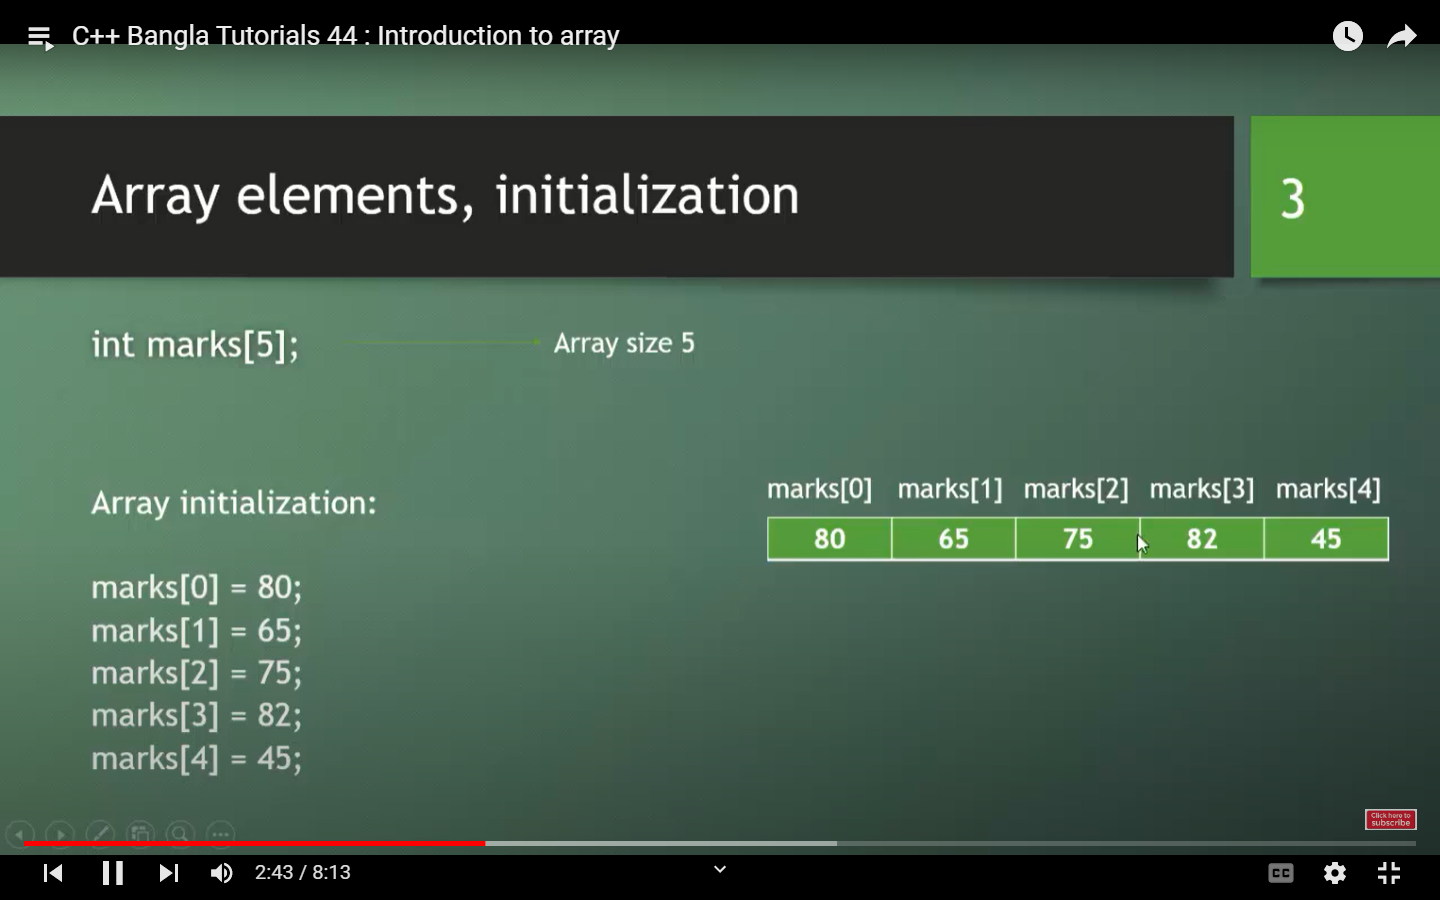 C++ Bangla Tutorials 44 : Introduction to array
Array elements, initialization
3
int marks[5];
Array size 5
Array initialization:
marks[0] = 80;
marks[1] = 65;
marks[2] = 75;
marks[3] = 82;
marks[4] = 45;
marks[0] marks[1] marks[2] marks[3] marks[4]
80 65 75 82 45
Click here to
subscribe
2:43 / 8:13
CC